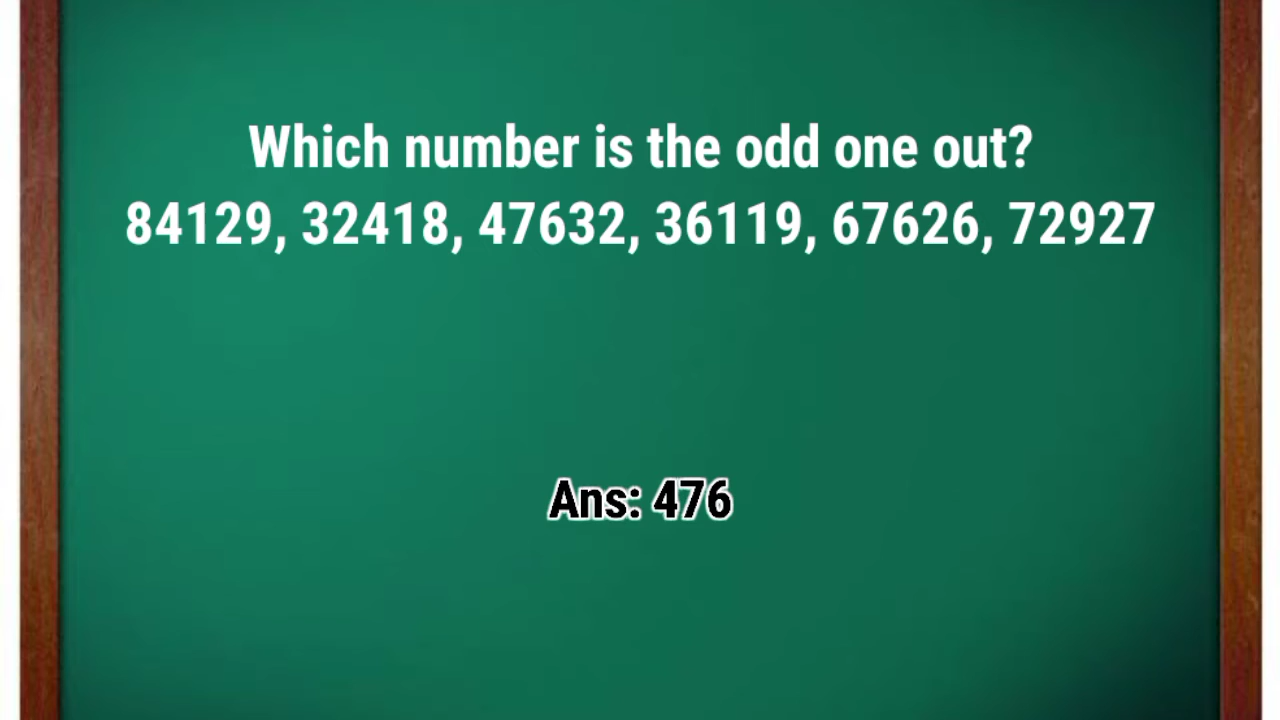 Which number is the odd one out?
84129, 32418, 47632, 36119, 67626, 72927
Ans: 476